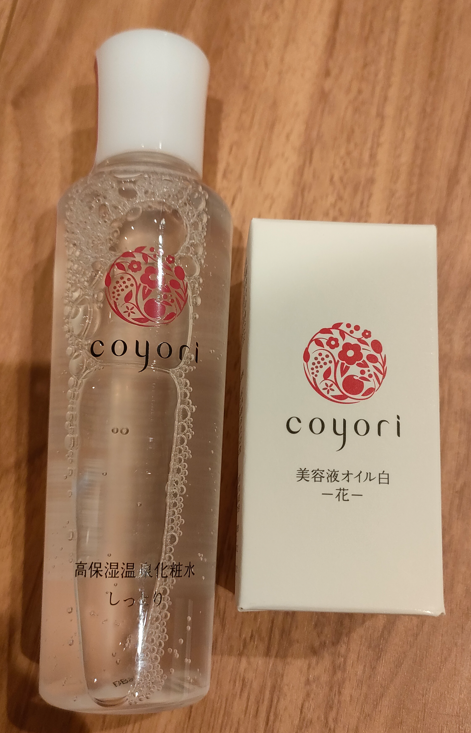 coyori
高保湿温泉化粧水
しっとり
coyori
美容液オイル白
ー花ー